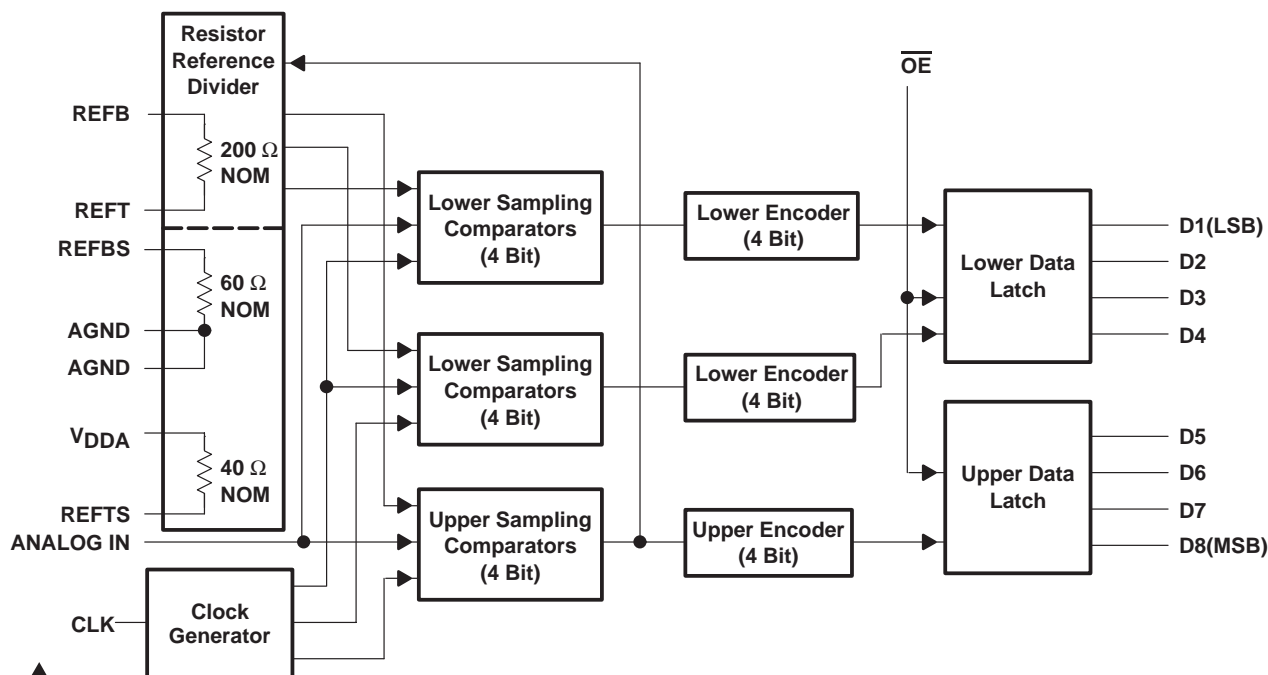 Resistor
Reference
Divider
OE
REFB
200 Ω
NOM
REFT
REFBS
60 Ω
NOM
AGND
AGND
VDDA
40 Ω
NOM
REFTS
ANALOG IN
CLK
Clock
Generator
Lower Sampling
Comparators
(4 Bit)
Lower Encoder
(4 Bit)
Lower Data
Latch
D1(LSB)
D2
D3
D4
Lower Sampling
Comparators
(4 Bit)
Lower Encoder
(4 Bit)
Upper Sampling
Comparators
(4 Bit)
Upper Encoder
(4 Bit)
Upper Data
Latch
D5
D6
D7
D8(MSB)